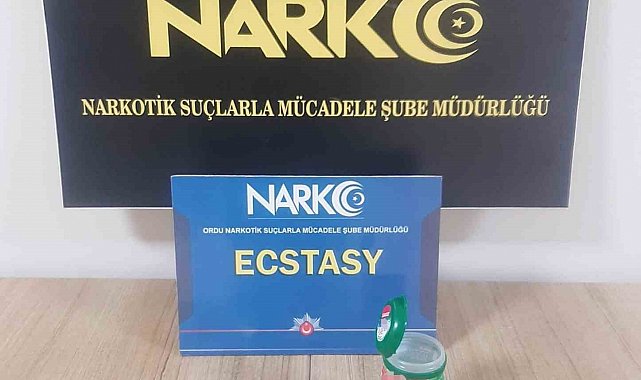 NARKO
NARKOTİK SUÇLARLA MÜCADELE ŞUBE MÜDÜRLÜĞÜ
NARKO
ORDU NARKOTİK SUÇLARLA MÜCADELE ŞUBE MÜDÜRLÜĞÜ
ECSTASY